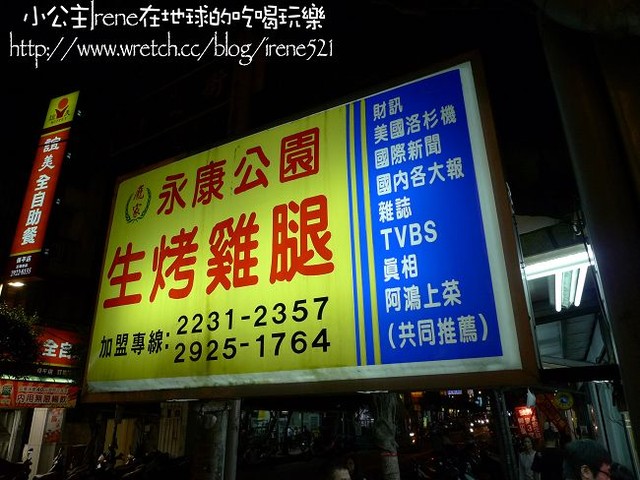 小公主Irene在地球的吃喝玩樂
http://www.wretch.cc/blog/irene521
永康公園
生烤雞腿
加盟專線:2231-2357
2925-1764
財訊
美國洛杉機
國際新聞
國內各大報
雜誌
TVBS
真相
阿鴻上菜
(共同推薦)
美全自助餐
全自